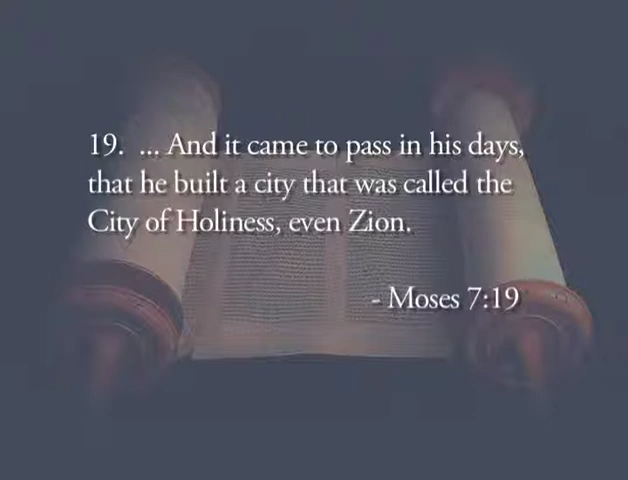 19. ... And it came to pass in his days,
that he built a city that was called the
City of Holiness, even Zion.
- Moses 7:19